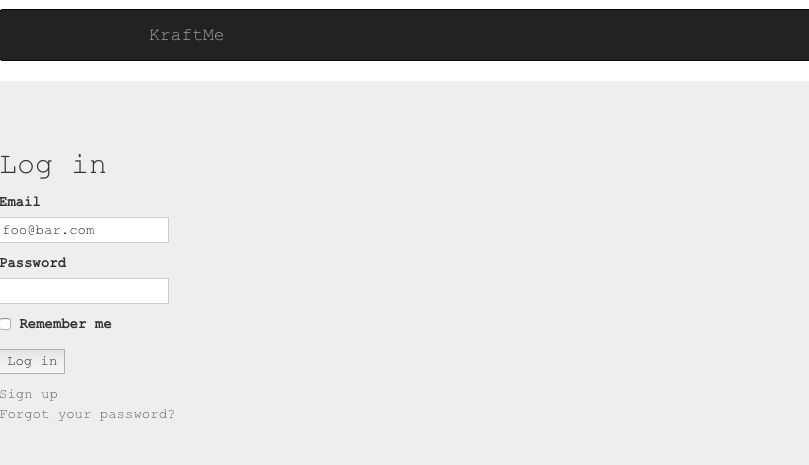 KraftMe
Log in
Email
foo@bar.com
Password
Remember me
Log in
Sign up
Forgot your password?